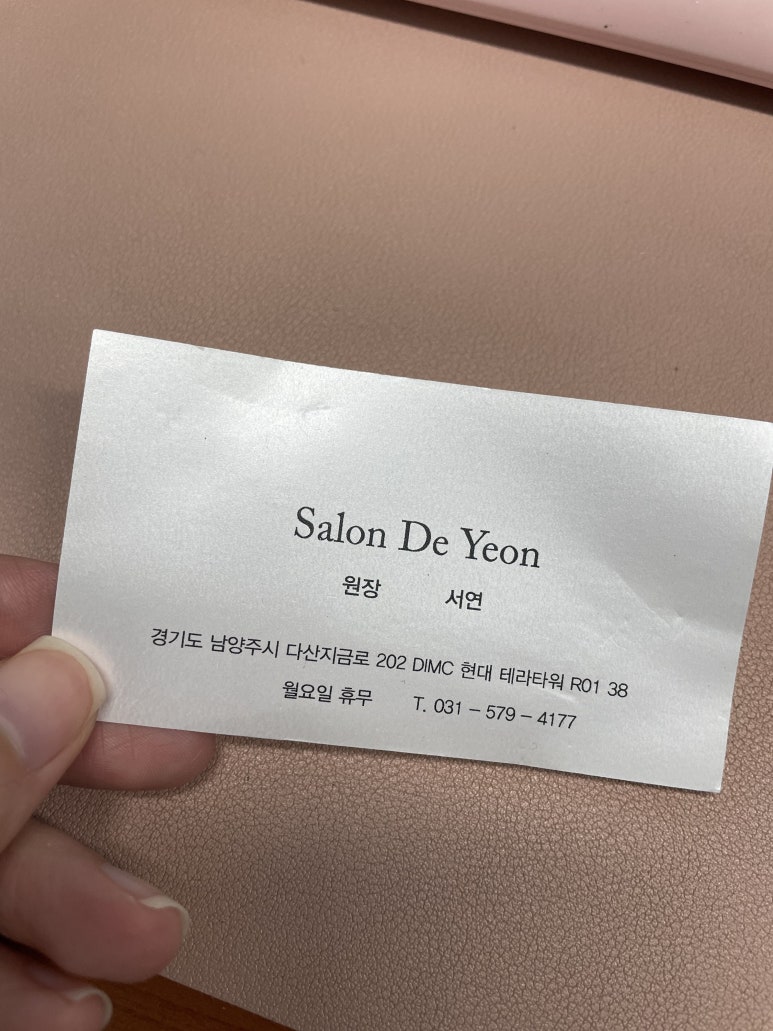 Salon De Yeon
원장 서연
경기도 남양주시 다산지금로 202 DIMC 현대 테라타워 R01 38
월요일 휴무 T. 031 – 579 – 4177